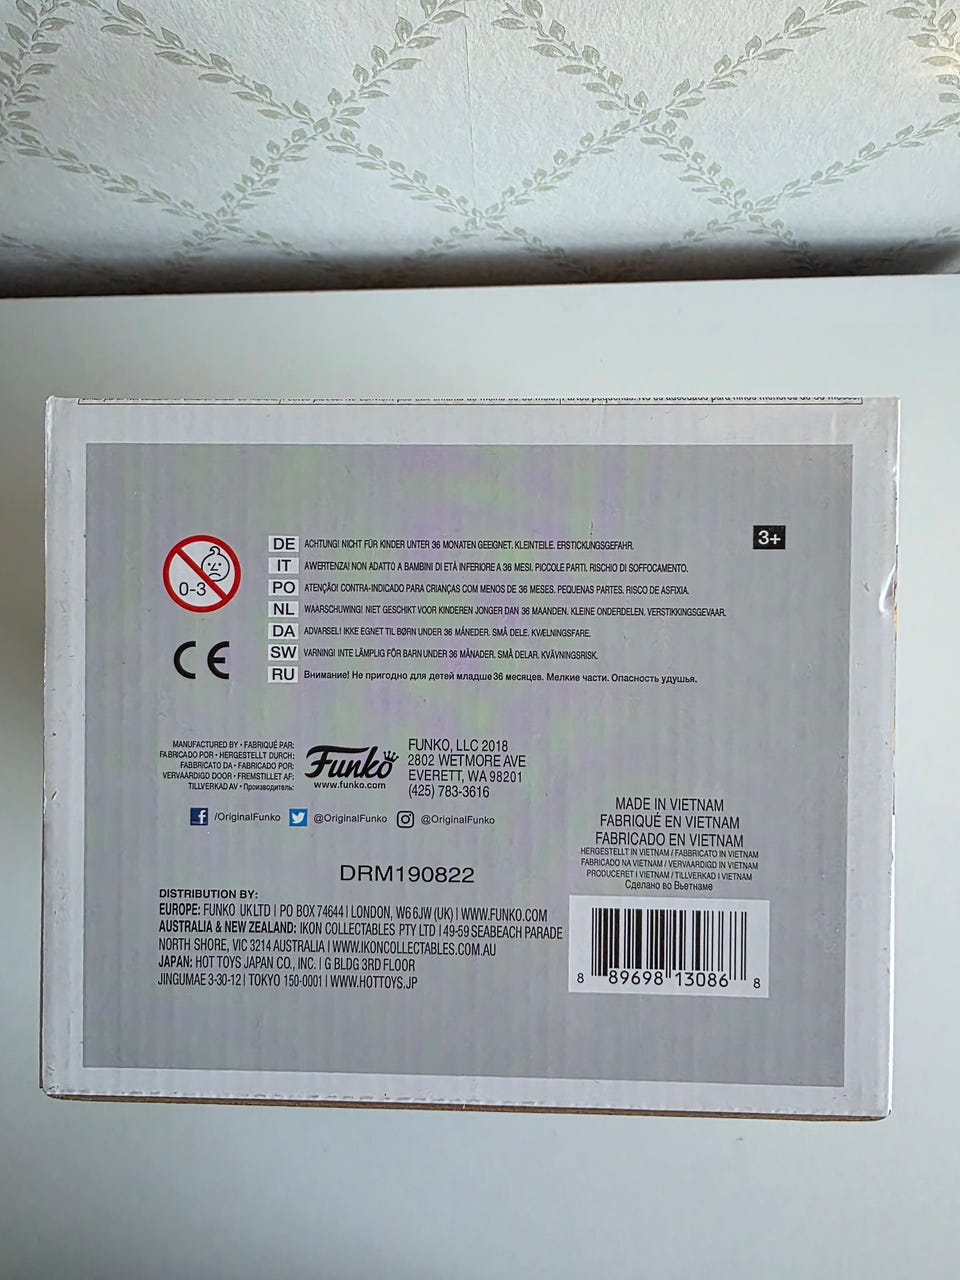 0-3
3+
DE ACHTUNG! NICHT FÜR KINDER UNTER 36 MONATEN GEEIGNET. KLEINTEILE. ERSTICKUNGSGEFAHR.
IT AWERTENZA! NON ADATTO A BAMBINI DI ETÀ INFERIORE A 36 MESI. PICCOLE PARTI. RISCHIO DI SOFFOCAMENTO.
PO ATENÇÃO! CONTRA-INDICADO PARA CRIANÇAS COM MENOS DE 36 MESES. PEQUENAS PARTES. RISCO DE ASFIXIA.
NL WAARSCHUWING! NIET GESCHIKT VOOR KINDEREN JONGER DAN 36 MAANDEN. KLEINE ONDERDELEN. VERSTIKKINGSGEVAAR.
DA ADVARSEL! IKKE EGNET TIL BØRN UNDER 36 MÅNEDER. SMÅ DELE. KVÆLNINGSFARE.
SW VARNING! INTE LÄMPLIG FÖR BARN UNDER 36 MÅNADER. SMÅ DELAR. KVÄVNINGSRISK.
RU Внимание! Не пригодно для детей младше 36 месяцев. Мелкие части. Опасность удушья.
CE
MANUFACTURED BY • FABRIQUÉ PAR:
FABRICADO POR • HERGESTELLT DURCH:
FABBRICATO DA • FABRICADO POR:
VERVAARDIGD DOOR • FREMSTILLET AF:
TILLVERKAD AV • Производитель:
Funko
www.funko.com
FUNKO, LLC 2018
2802 WETMORE AVE
EVERETT, WA 98201
(425) 783-3616
/OriginalFunko @OriginalFunko @OriginalFunko
MADE IN VIETNAM
FABRIQUÉ EN VIETNAM
FABRICADO EN VIETNAM
HERGESTELLT IN VIETNAM / FABBRICATO IN VIETNAM
FABRICADO NA VIETNAM / VERVAARDIGD IN VIETNAM
PRODUCERET I VIETNAM / TILLVERKAD I VIETNAM
Сделано во Вьетнаме
DRM190822
DISTRIBUTION BY:
EUROPE: FUNKO UK LTD | PO BOX 74644 | LONDON, W6 6JW (UK) | WWW.FUNKO.COM
AUSTRALIA & NEW ZEALAND: IKON COLLECTABLES PTY LTD | 49-59 SEABEACH PARADE
NORTH SHORE, VIC 3214 AUSTRALIA | WWW.IKONCOLLECTABLES.COM.AU
JAPAN: HOT TOYS JAPAN CO., INC. | G BLDG 3RD FLOOR
JINGUMAE 3-30-12 | TOKYO 150-0001 | WWW.HOTTOYS.JP
8 89698 13086 8